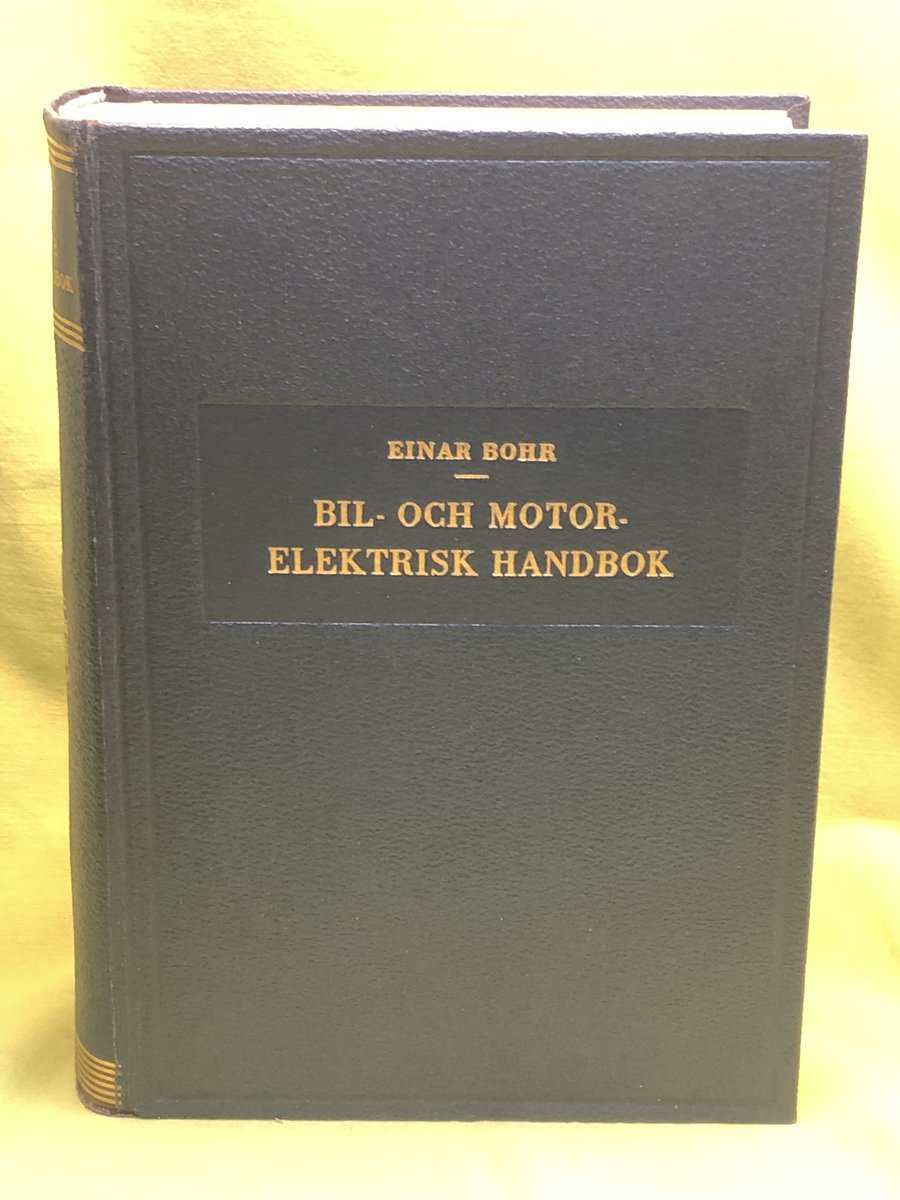 EINAR BOHR
BIL- OCH MOTOR-
ELEKTRISK HANDBOK